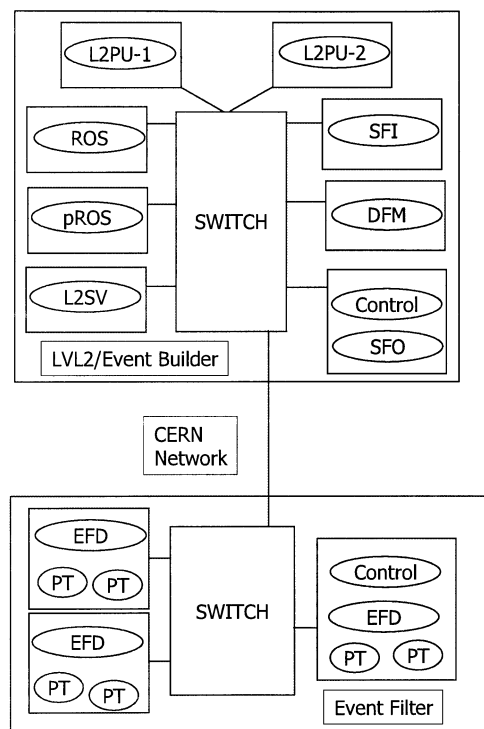 L2PU-1
L2PU-2
ROS
SFI
pROS
SWITCH
DFM
L2SV
Control
SFO
LVL2/Event Builder
CERN
Network
EFD
PT PT
SWITCH
Control
EFD
PT PT
EFD
PT PT
Event Filter